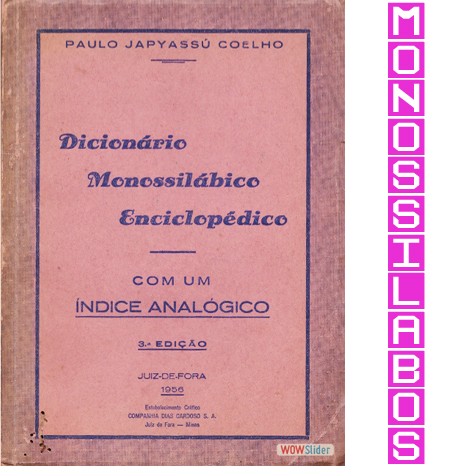 PAULO JAPYASSÚ COELHO
Dicionário
Monossilábico
Enciclopédico
COM UM
ÍNDICE ANALÓGICO
3.ª EDIÇÃO
JUIZ-DE-FORA
1956
Estabelecimento Gráfico
COMPANHIA DIAS CARDOSO S. A.
Juiz de Fora — Minas
WOWSlider
MONOSSILABOS